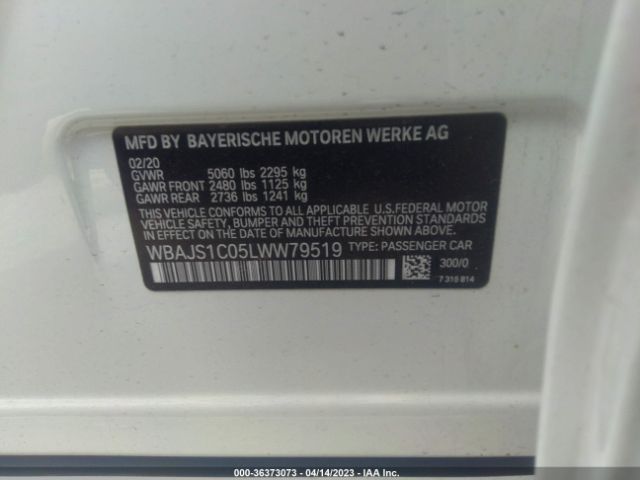 MFD BY BAYERISCHE MOTOREN WERKE AG
02/20
GVWR 5060 lbs 2295 kg
GAWR FRONT 2480 lbs 1125 kg
GAWR REAR 2736 lbs 1241 kg
THIS VEHICLE CONFORMS TO ALL APPLICABLE U.S.FEDERAL MOTOR
VEHICLE SAFETY, BUMPER AND THEFT PREVENTION STANDARDS
IN EFFECT ON THE DATE OF MANUFACTURE SHOWN ABOVE.
WBAJS1C05LWW79519 TYPE: PASSENGER CAR
300/0
7 315 814
000-36373073 - 04/14/2023 - IAA Inc.